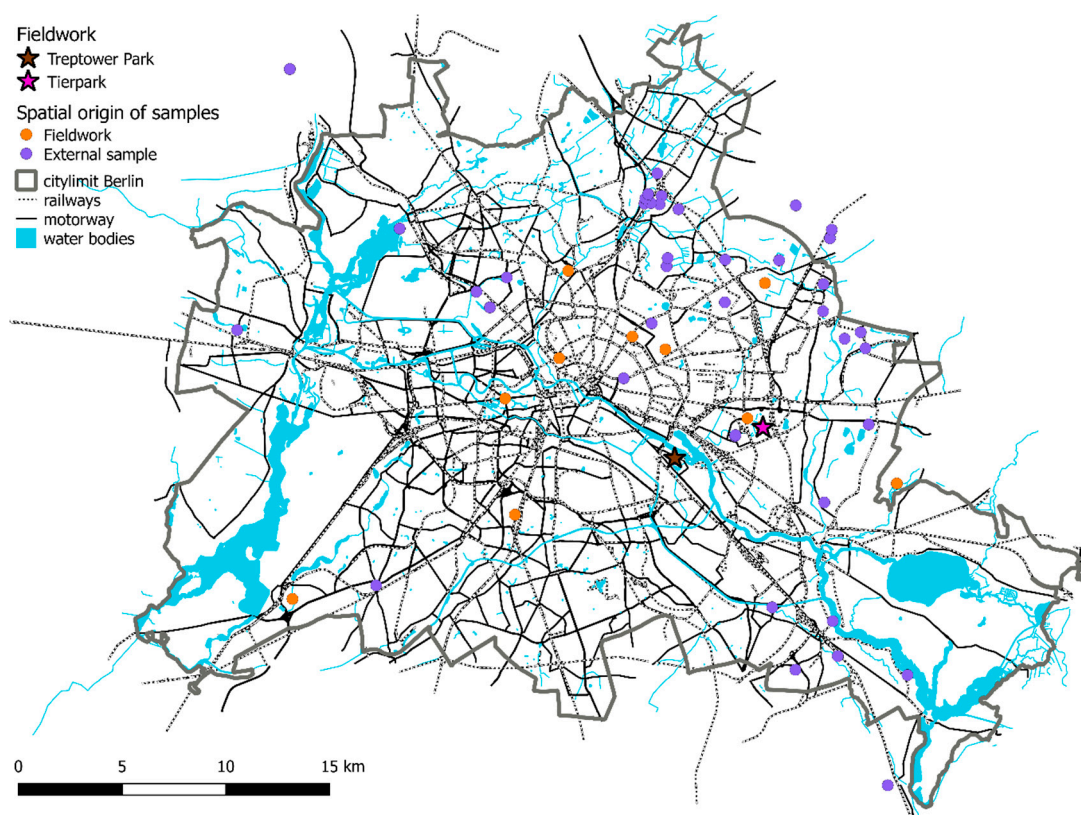 Fieldwork
Treptower Park
Tierpark
Spatial origin of samples
Fieldwork
External sample
citylimit Berlin
railways
motorway
water bodies
0 5 10 15 km